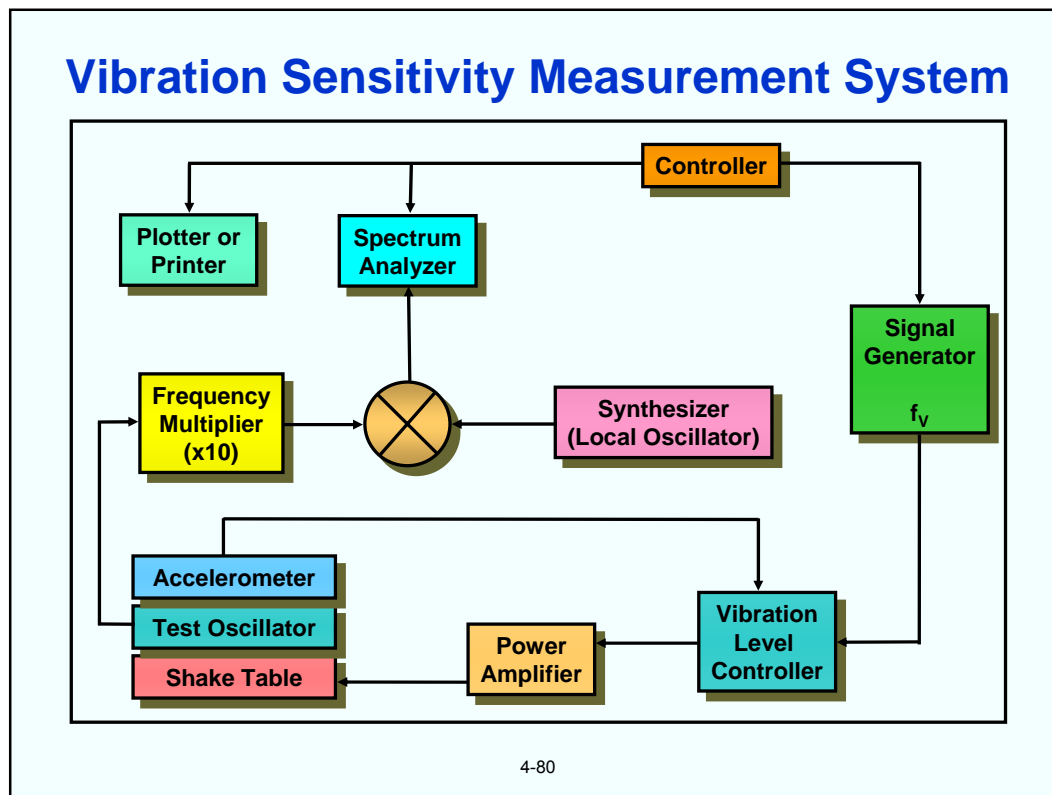 Vibration Sensitivity Measurement System
Controller
Plotter or
Printer
Spectrum
Analyzer
Signal
Generator
f_V
Frequency
Multiplier
(x10)
Synthesizer
(Local Oscillator)
Accelerometer
Test Oscillator
Shake Table
Power
Amplifier
Vibration
Level
Controller
4-80